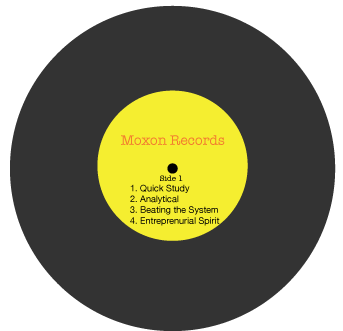 Moxon Records
Side 1
1. Quick Study
2. Analytical
3. Beating the System
4. Entreprenurial Spirit